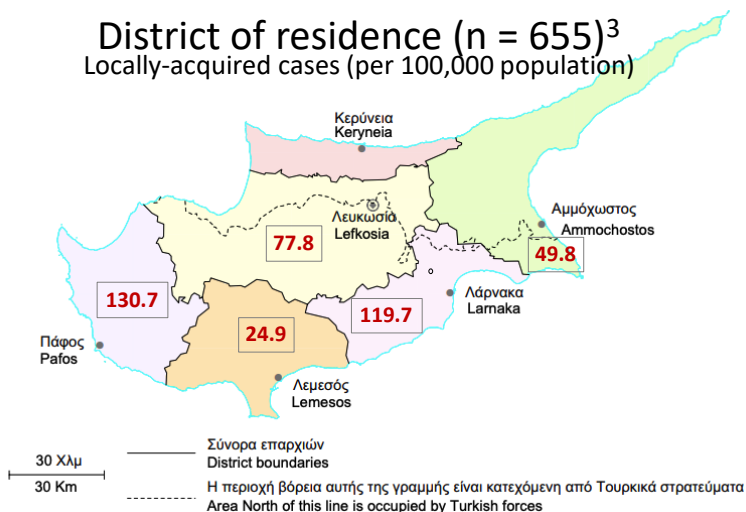 District of residence (n = 655)³
Locally-acquired cases (per 100,000 population)
Κερύνεια
Keryneia
Λευκωσία
Lefkosia
Αμμόχωστος
Ammochostos
77.8
49.8
130.7
119.7
24.9
Λάρνακα
Larnaka
Πάφος
Pafos
Λεμεσός
Lemesos
30 Χλμ
30 Km
Σύνορα επαρχιών
District boundaries
Η περιοχή βόρεια αυτής της γραμμής είναι κατεχόμενη από Τουρκικά στρατεύματα
Area North of this line is occupied by Turkish forces